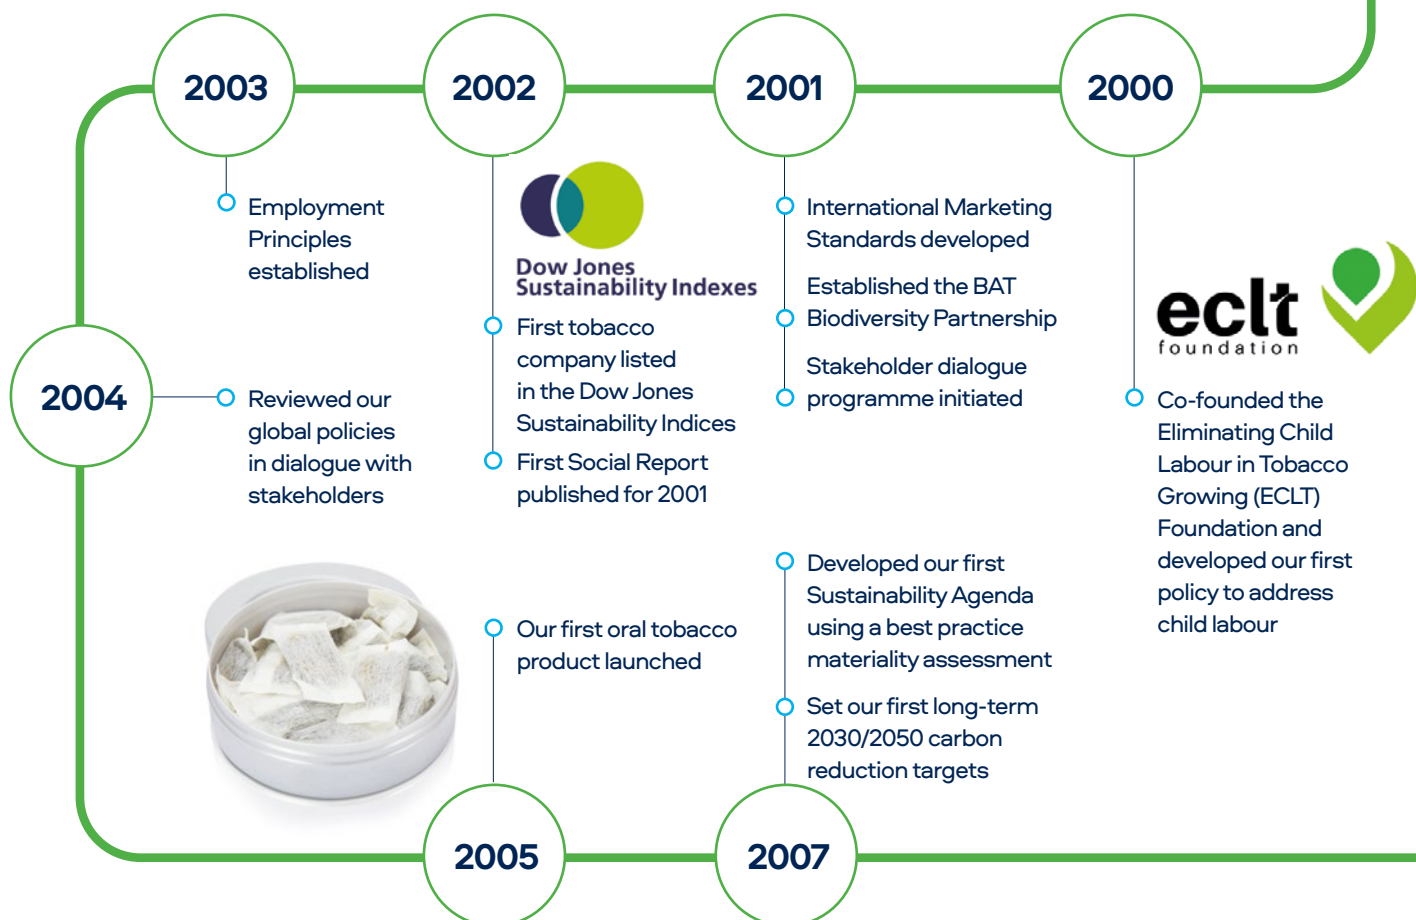 2003
2002
2001
2000
Employment
Principles
established
Dow Jones
Sustainability Indexes
First tobacco
company listed
in the Dow Jones
Sustainability Indices
First Social Report
published for 2001
International Marketing
Standards developed
Established the BAT
Biodiversity Partnership
Stakeholder dialogue
programme initiated
eclt
foundation
Co-founded the
Eliminating Child
Labour in Tobacco
Growing (ECLT)
Foundation and
developed our first
policy to address
child labour
2004
Reviewed our
global policies
in dialogue with
stakeholders
Our first oral tobacco
product launched
Developed our first
Sustainability Agenda
using a best practice
materiality assessment
Set our first long-term
2030/2050 carbon
reduction targets
2005
2007